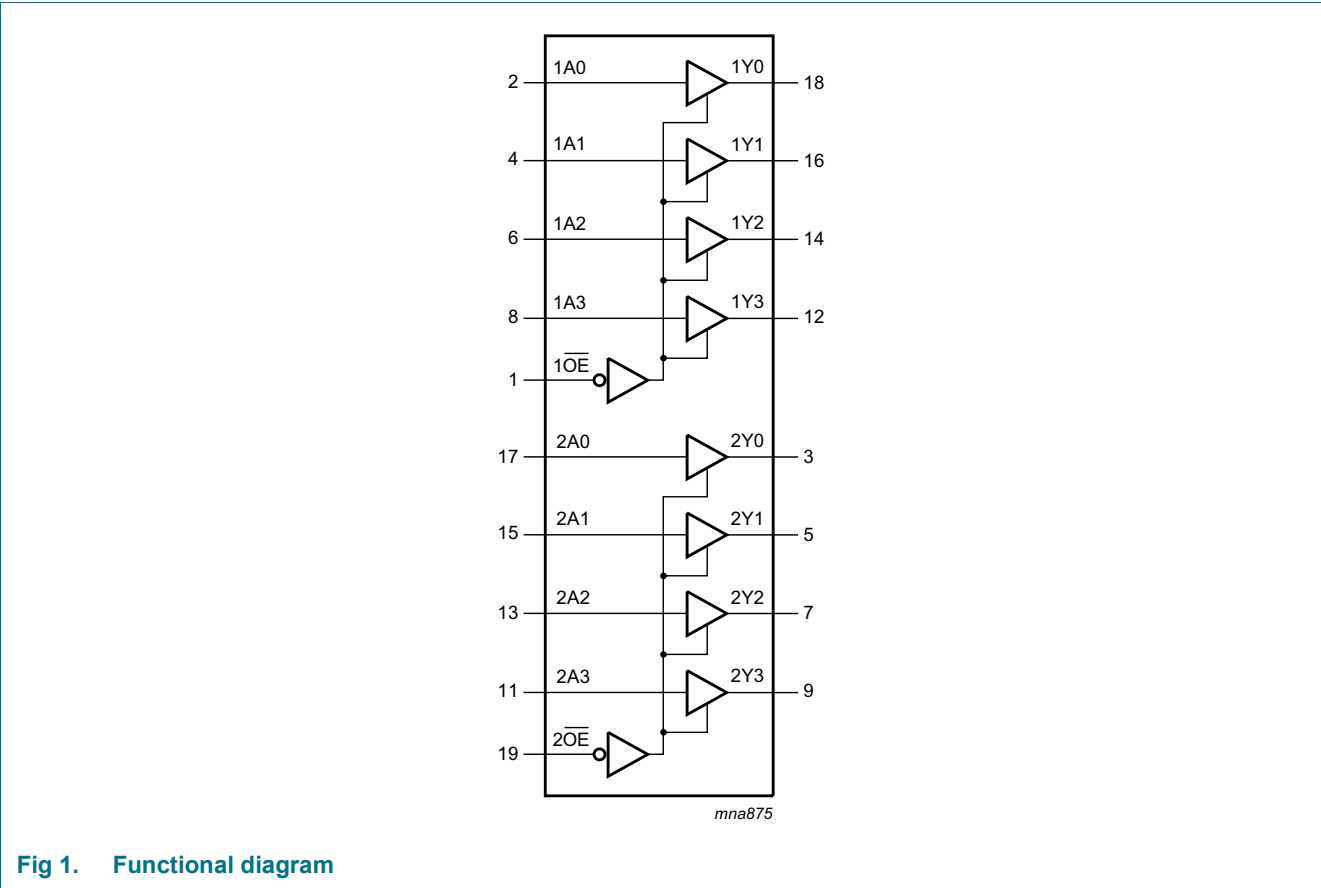 2 1A0 1Y0 18
4 1A1 1Y1 16
6 1A2 1Y2 14
8 1A3 1Y3 12
1 1O̅E̅
17 2A0 2Y0 3
15 2A1 2Y1 5
13 2A2 2Y2 7
11 2A3 2Y3 9
19 2O̅E̅
mna875
Fig 1. Functional diagram